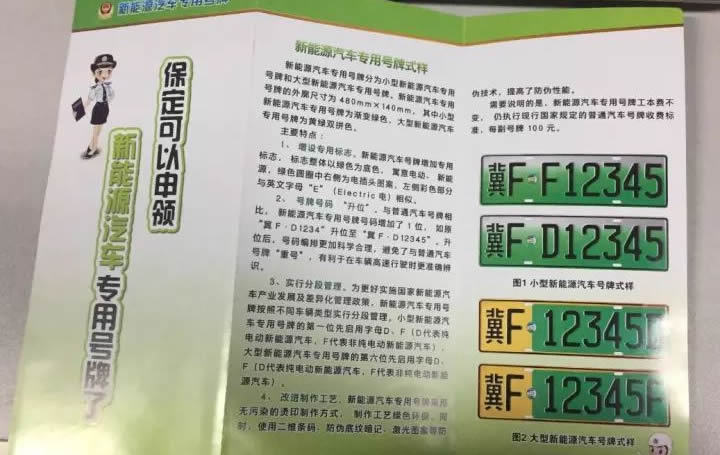 新能源汽车专用号牌
保定可以申领
新能源汽车专用号牌了
新能源汽车专用号牌式样
新能源汽车专用号牌分为小型新能源汽车专用
号牌和大型新能源汽车专用号牌。新能源汽车专用
号牌的外廓尺寸为480mm×140mm，其中小型
新能源汽车专用号牌为渐变绿色，大型新能源汽车
专用号牌为黄绿双拼色。
主要特点：
1、增设专用标志。新能源汽车号牌增加专用
标志，标志整体以绿色为底色，寓意电动、新能
源，绿色圆圈中右侧为电插头图案，左侧彩色部分
与英文字母“E”（Electric电）相似。
2、号牌号码“升位”。与普通汽车号牌相
比，新能源汽车专用号牌号码增加了1位，如原
“冀F·D1234”升位至“冀F·D12345”。升
位后，号码编排更加科学合理，避免了与普通汽车
号牌“重号”，有利于在车辆高速行驶时更准确辨
识。
3、实行分段管理。为更好实施国家新能源汽
车产业发展及差异化管理政策，新能源汽车专用号
牌按照不同车辆类型实行分段管理，小型新能源汽
车专用号牌的第一位先启用字母D、F（D代表纯
电动新能源汽车，F代表非纯电动新能源汽车），
大型新能源汽车专用号牌的第六位先启用字母D、
F（D代表纯电动新能源汽车，F代表非纯电动新能
源汽车）。
4、改进制作工艺。新能源汽车专用号牌采用
无污染的烫印制作方式，制作工艺绿色环保。同
时，使用二维条码、防伪底纹暗记、激光图案等防
伪技术，提高了防伪性能。
需要说明的是，新能源汽车专用号牌工本费不
变，仍执行现行国家规定的普通汽车号牌收费标
准，每副号牌100元。
冀F·F12345
冀F·D12345
图1 小型新能源汽车号牌式样
冀F·12345D
冀F·12345F
图2 大型新能源汽车号牌式样